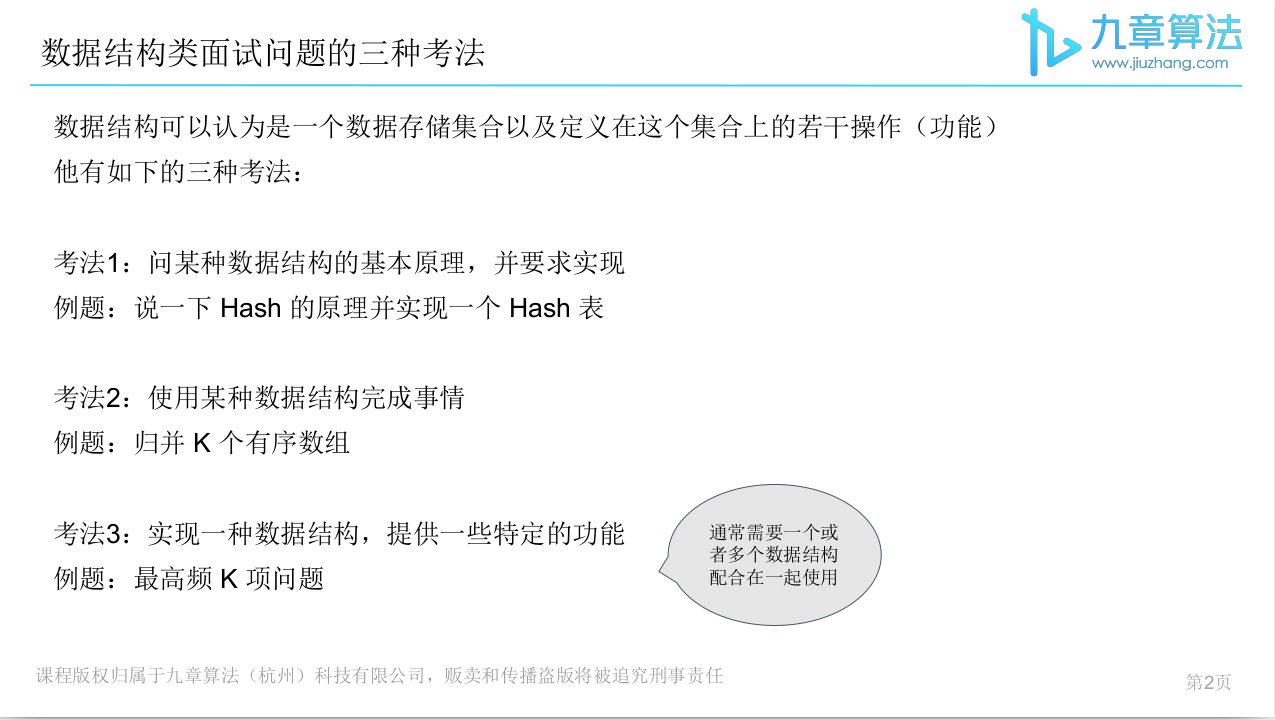 数据结构类面试问题的三种考法
九章算法
www.jiuzhang.com
数据结构可以认为是一个数据存储集合以及定义在这个集合上的若干操作（功能）
他有如下的三种考法：
考法1：问某种数据结构的基本原理，并要求实现
例题：说一下 Hash 的原理并实现一个 Hash 表
考法2：使用某种数据结构完成事情
例题：归并 K 个有序数组
考法3：实现一种数据结构，提供一些特定的功能
例题：最高频 K 项问题
通常需要一个或
者多个数据结构
配合在一起使用
课程版权归属于九章算法（杭州）科技有限公司，贩卖和传播盗版将被追究刑事责任
第2页